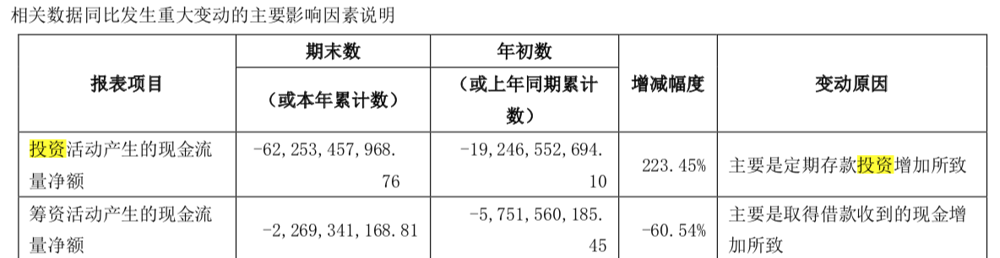 相关数据同比发生重大变动的主要影响因素说明
报表项目
期末数
（或本年累计数）
年初数
（或上年同期累计
数）
增减幅度
变动原因
投资活动产生的现金流
量净额
-62,253,457,968.
76
-19,246,552,694.
10
223.45%
主要是定期存款投资增加所致
筹资活动产生的现金流
量净额
-2,269,341,168.81
-5,751,560,185.
45
-60.54%
主要是取得借款收到的现金增
加所致